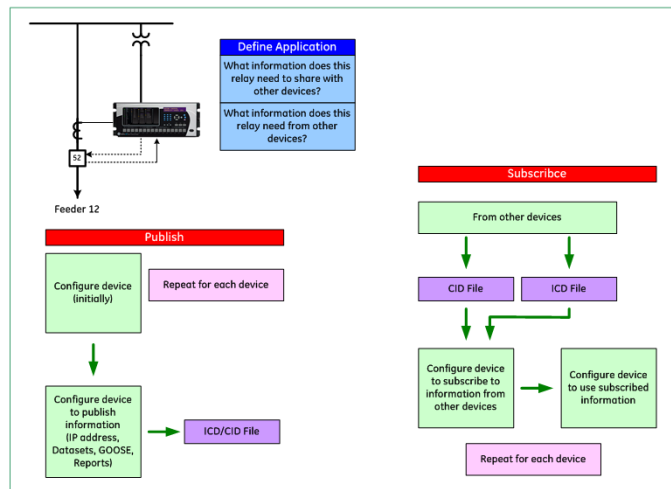 Define Application
What information does this
relay need to share with
other devices?
What information does this
relay need from other
devices?
52
Feeder 12
Publish
Configure device
(initially)
Repeat for each device
Configure device
to publish
information
(IP address,
Datasets, GOOSE,
Reports)
ICD/CID File
Subscribce
From other devices
CID File
ICD File
Configure device
to subscribe to
information from
other devices
Configure device
to use subscribed
information
Repeat for each device